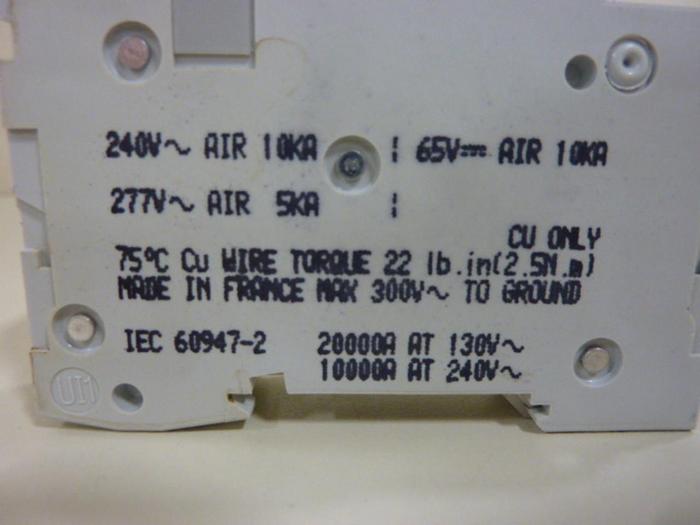 240V~ AIR 10KA ¦ 65V⎓ AIR 10KA
277V~ AIR 5KA ¦
CU ONLY
75°C Cu WIRE TORQUE 22 lb.in(2.5N.m)
MADE IN FRANCE MAX 300V~ TO GROUND
IEC 60947-2 20000A AT 130V~
10000A AT 240V~
UI1